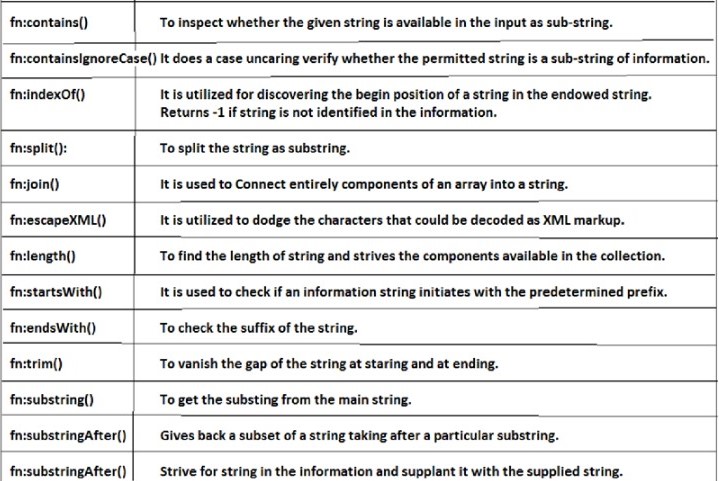 fn:contains() To inspect whether the given string is available in the input as sub-string.
fn:containsIgnoreCase() It does a case uncaring verify whether the permitted string is a sub-string of information.
fn:indexOf() It is utilized for discovering the begin position of a string in the endowed string.
Returns -1 if string is not identified in the information.
fn:split(): To split the string as substring.
fn:join() It is used to Connect entirely components of an array into a string.
fn:escapeXML() It is utilized to dodge the characters that could be decoded as XML markup.
fn:length() To find the length of string and strives the components available in the collection.
fn:startsWith() It is used to check if an information string initiates with the predetermined prefix.
fn:endsWith() To check the suffix of the string.
fn:trim() To vanish the gap of the string at staring and at ending.
fn:substring() To get the substing from the main string.
fn:substringAfter() Gives back a subset of a string taking after a particular substring.
fn:substringAfter() Strive for string in the information and supplant it with the supplied string.